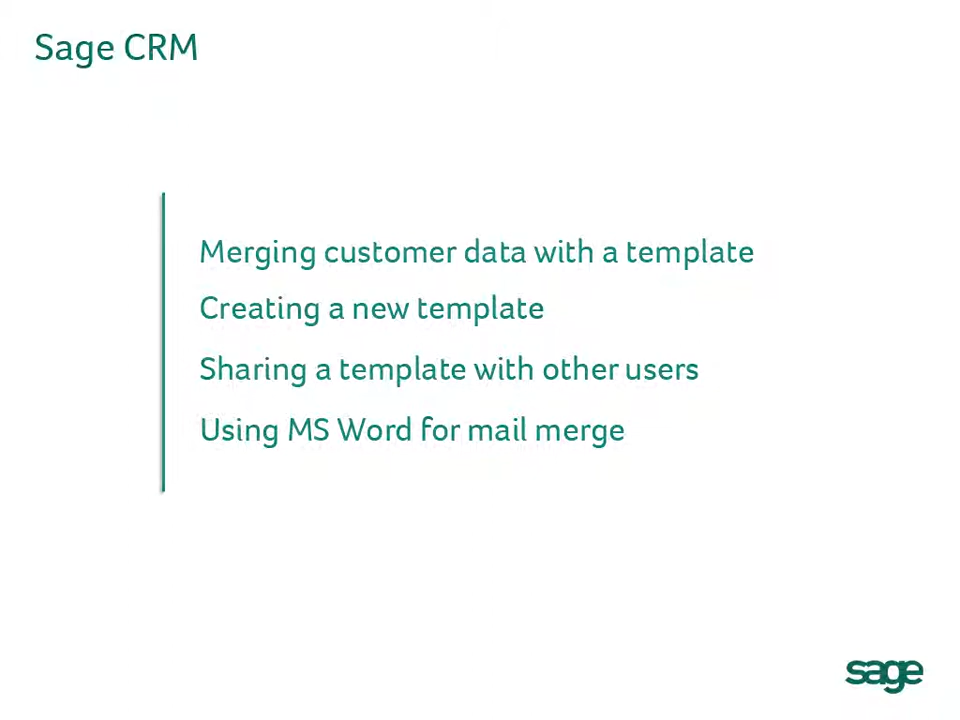 Sage CRM
Merging customer data with a template
Creating a new template
Sharing a template with other users
Using MS Word for mail merge
sage